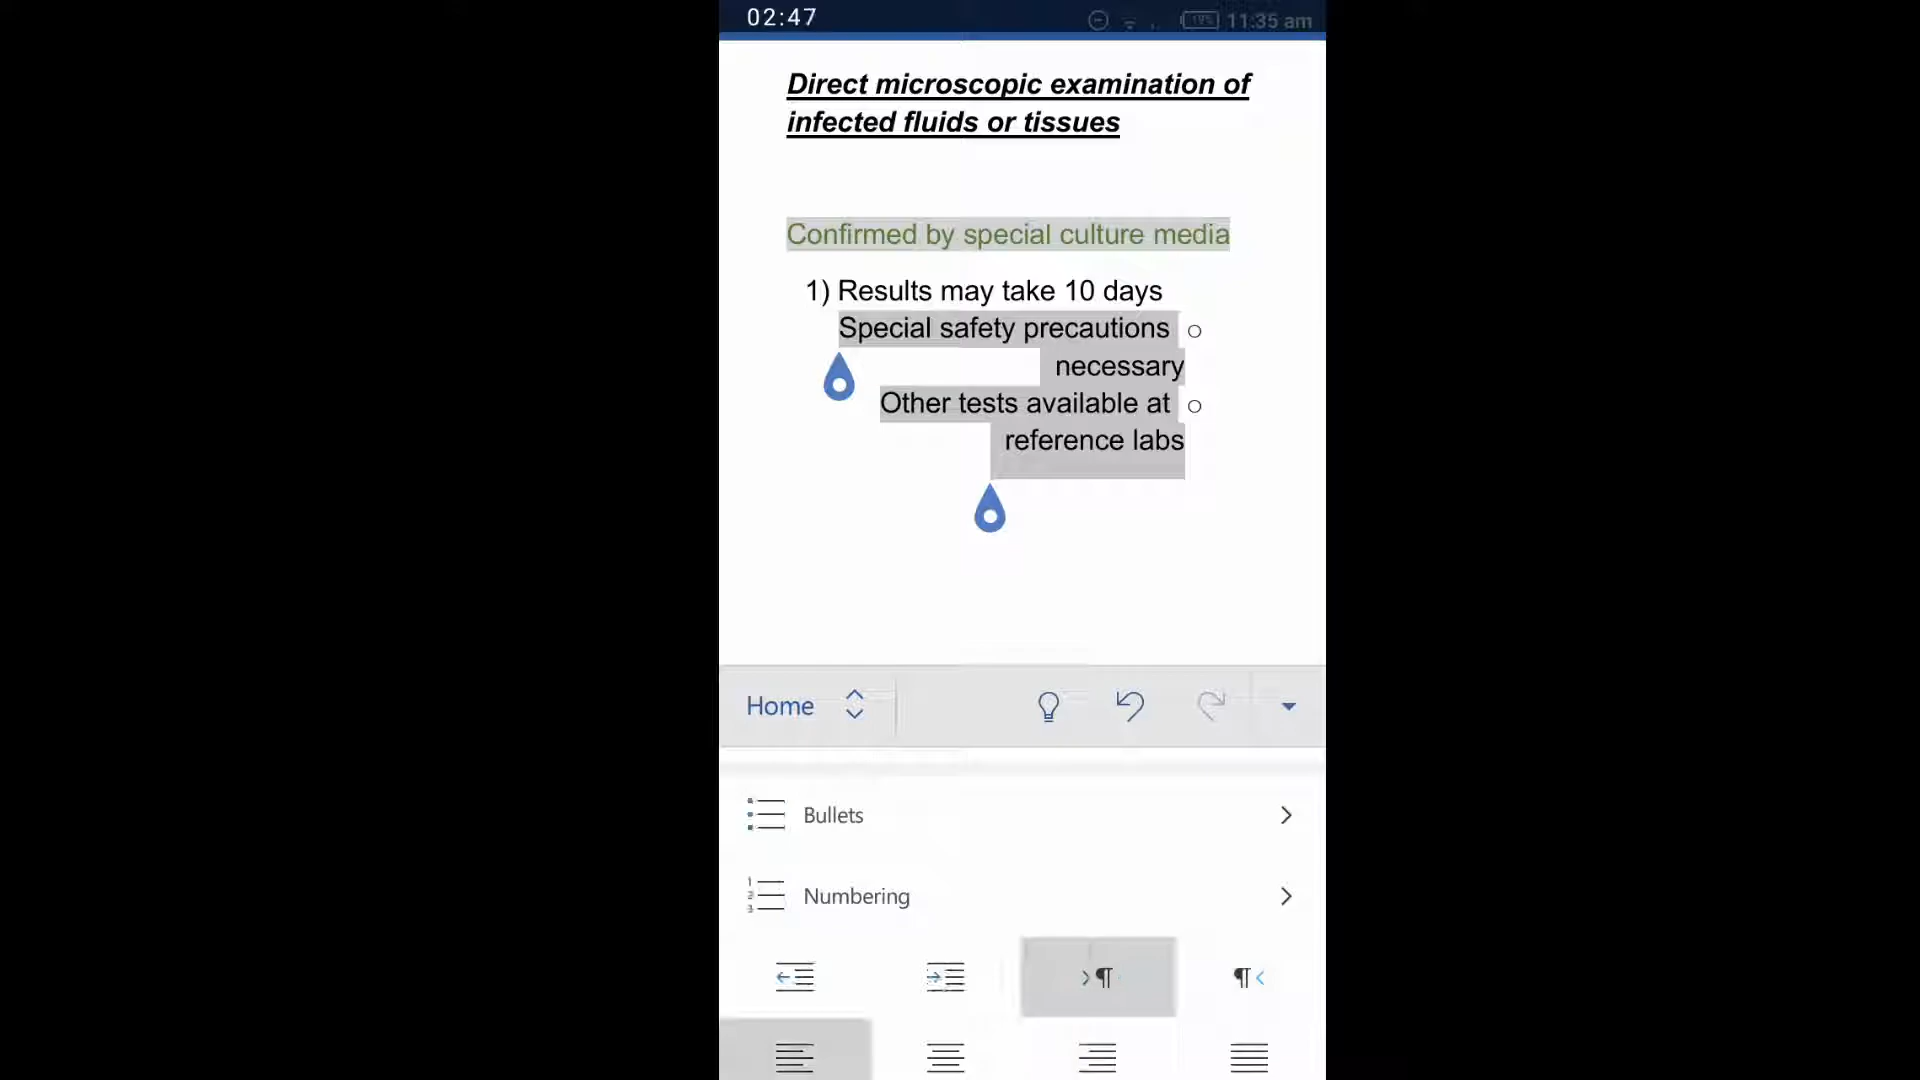 02:47
19% 11:35 am
Direct microscopic examination of
infected fluids or tissues
Confirmed by special culture media
1) Results may take 10 days
Special safety precautions ○
necessary
Other tests available at ○
reference labs
Home
Bullets
Numbering